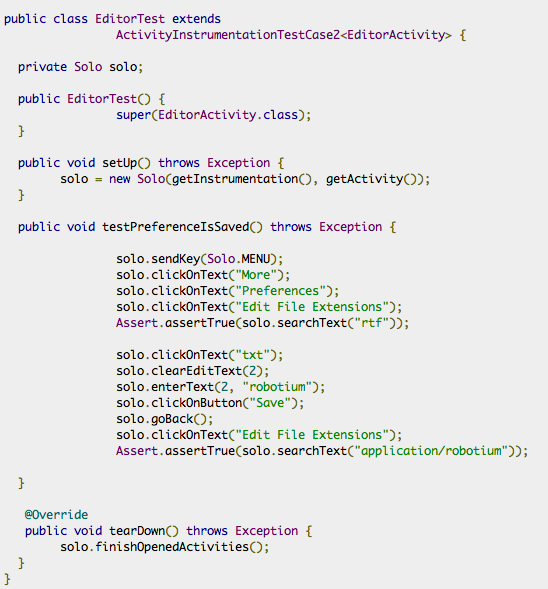 public class EditorTest extends
ActivityInstrumentationTestCase2<EditorActivity> {
private Solo solo;
public EditorTest() {
super(EditorActivity.class);
}
public void setUp() throws Exception {
solo = new Solo(getInstrumentation(), getActivity());
}
public void testPreferenceIsSaved() throws Exception {
solo.sendKey(Solo.MENU);
solo.clickOnText("More");
solo.clickOnText("Preferences");
solo.clickOnText("Edit File Extensions");
Assert.assertTrue(solo.searchText("rtf"));
solo.clickOnText("txt");
solo.clearEditText(2);
solo.enterText(2, "robotium");
solo.clickOnButton("Save");
solo.goBack();
solo.clickOnText("Edit File Extensions");
Assert.assertTrue(solo.searchText("application/robotium"));
}
@Override
public void tearDown() throws Exception {
solo.finishOpenedActivities();
}
}